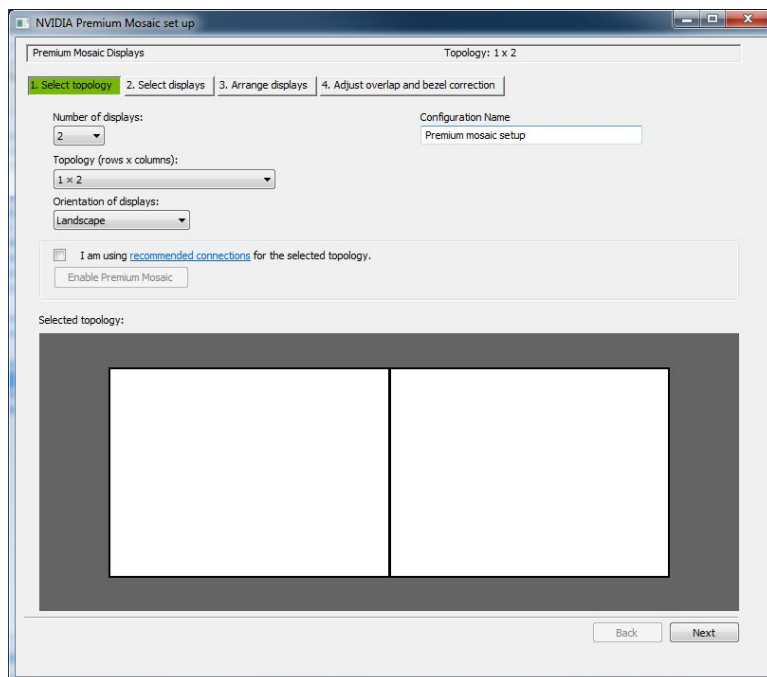 NVIDIA Premium Mosaic set up
Premium Mosaic Displays Topology: 1 x 2
1. Select topology 2. Select displays 3. Arrange displays 4. Adjust overlap and bezel correction
Number of displays: Configuration Name
2 Premium mosaic setup
Topology (rows x columns):
1 × 2
Orientation of displays:
Landscape
I am using recommended connections for the selected topology.
Enable Premium Mosaic
Selected topology:
Back Next